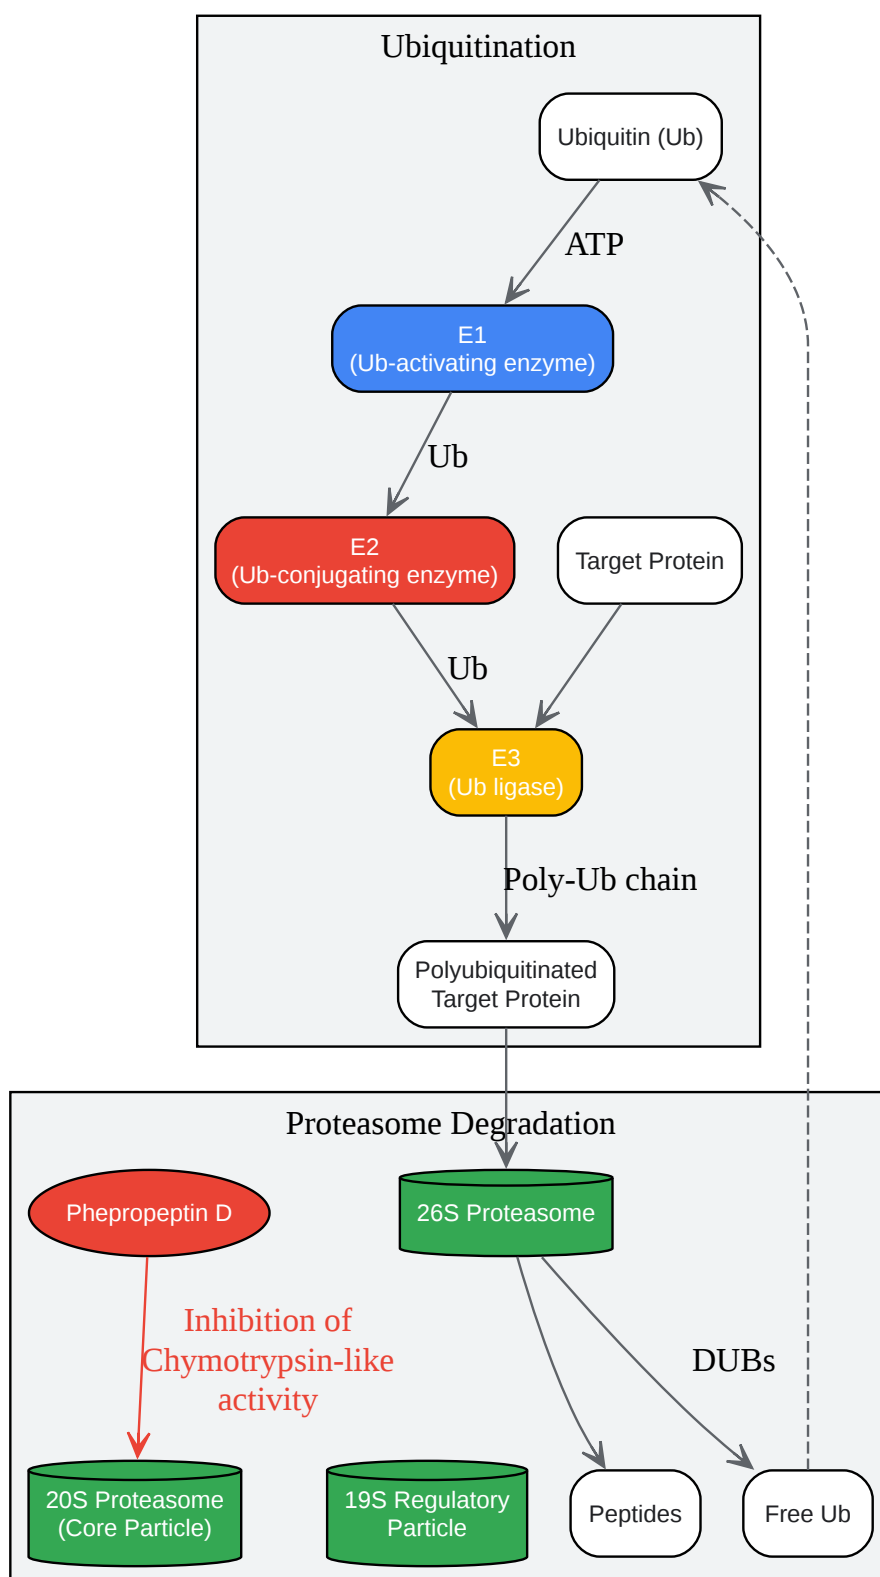 Ubiquitination
Ubiquitin (Ub)
ATP
E1
(Ub-activating enzyme)
Ub
E2
(Ub-conjugating enzyme)
Target Protein
Ub
E3
(Ub ligase)
Poly-Ub chain
Polyubiquitinated
Target Protein
Proteasome Degradation
Phepropeptin D
26S Proteasome
Inhibition of
Chymotrypsin-like
activity
DUBs
20S Proteasome
(Core Particle)
19S Regulatory
Particle
Peptides
Free Ub